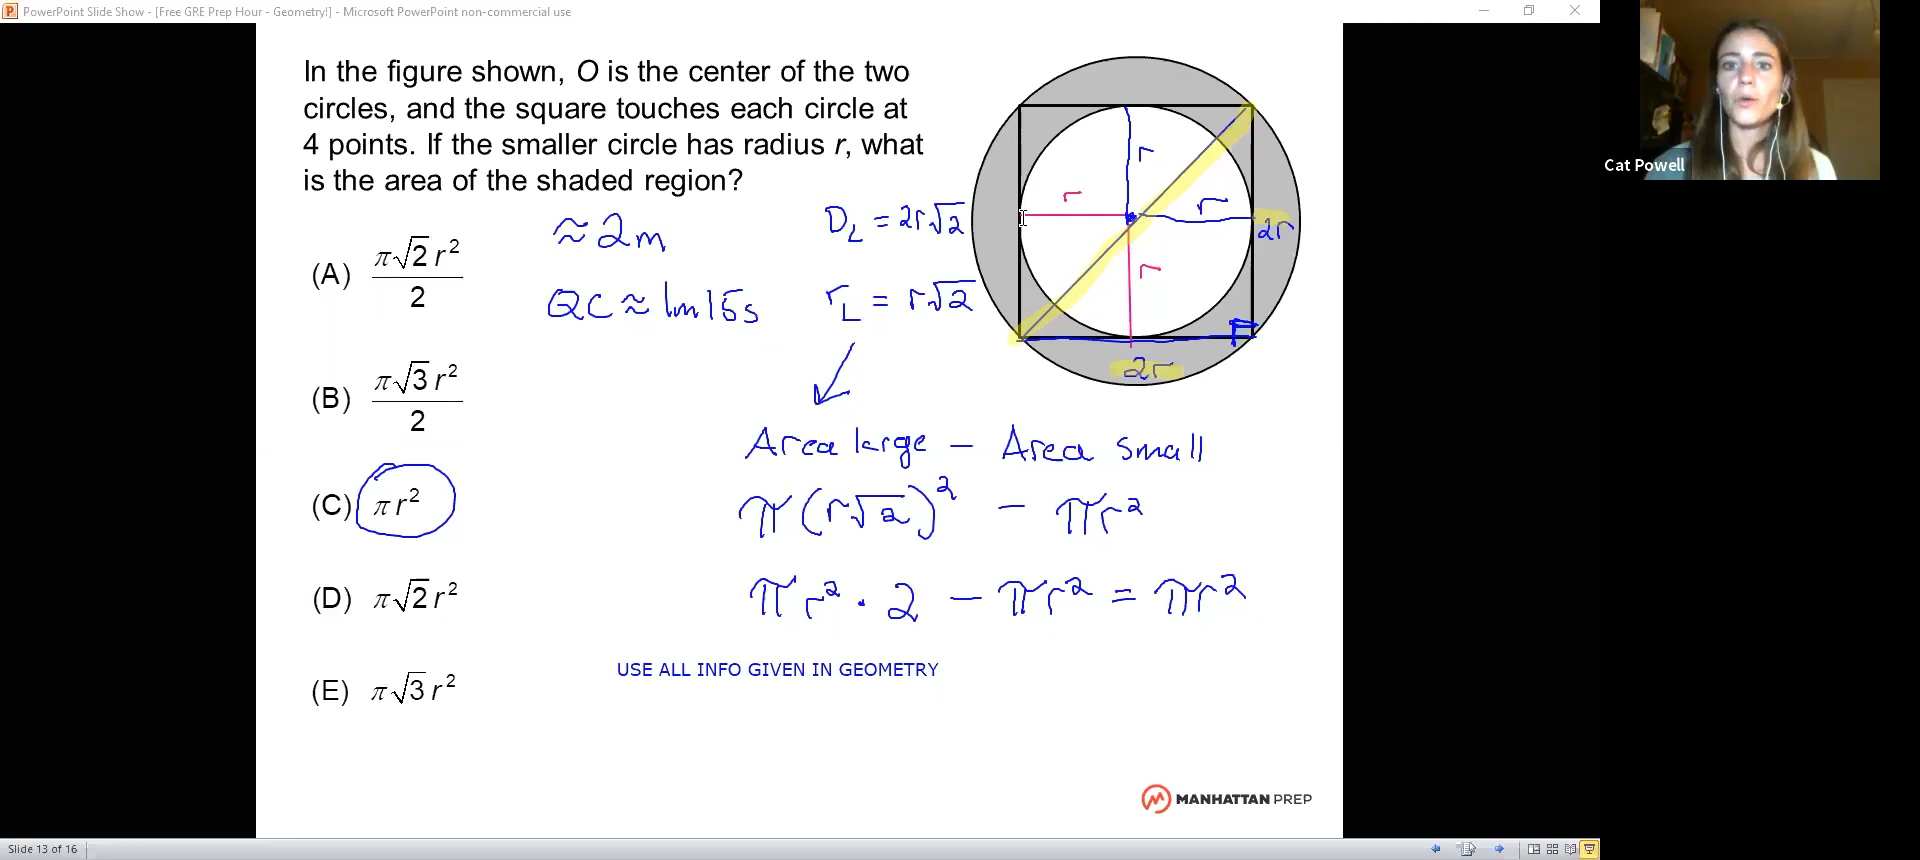 PowerPoint Slide Show - [Free GRE Prep Hour - Geometry!] - Microsoft PowerPoint non-commercial use
In the figure shown, O is the center of the two
circles, and the square touches each circle at
4 points. If the smaller circle has radius r, what
is the area of the shaded region?
(A) π√2 r² / 2
(B) π√3 r² / 2
(C) π r²
(D) π√2 r²
(E) π√3 r²
≈ 2m
QC ≈ 1m15s
D_L = 2r√2
r_L = r√2
r
r
r
r
2r
2r
Area large – Area small
π(r√2)² – πr²
πr² · 2 – πr² = πr²
USE ALL INFO GIVEN IN GEOMETRY
MANHATTAN PREP
Cat Powell
Slide 13 of 16